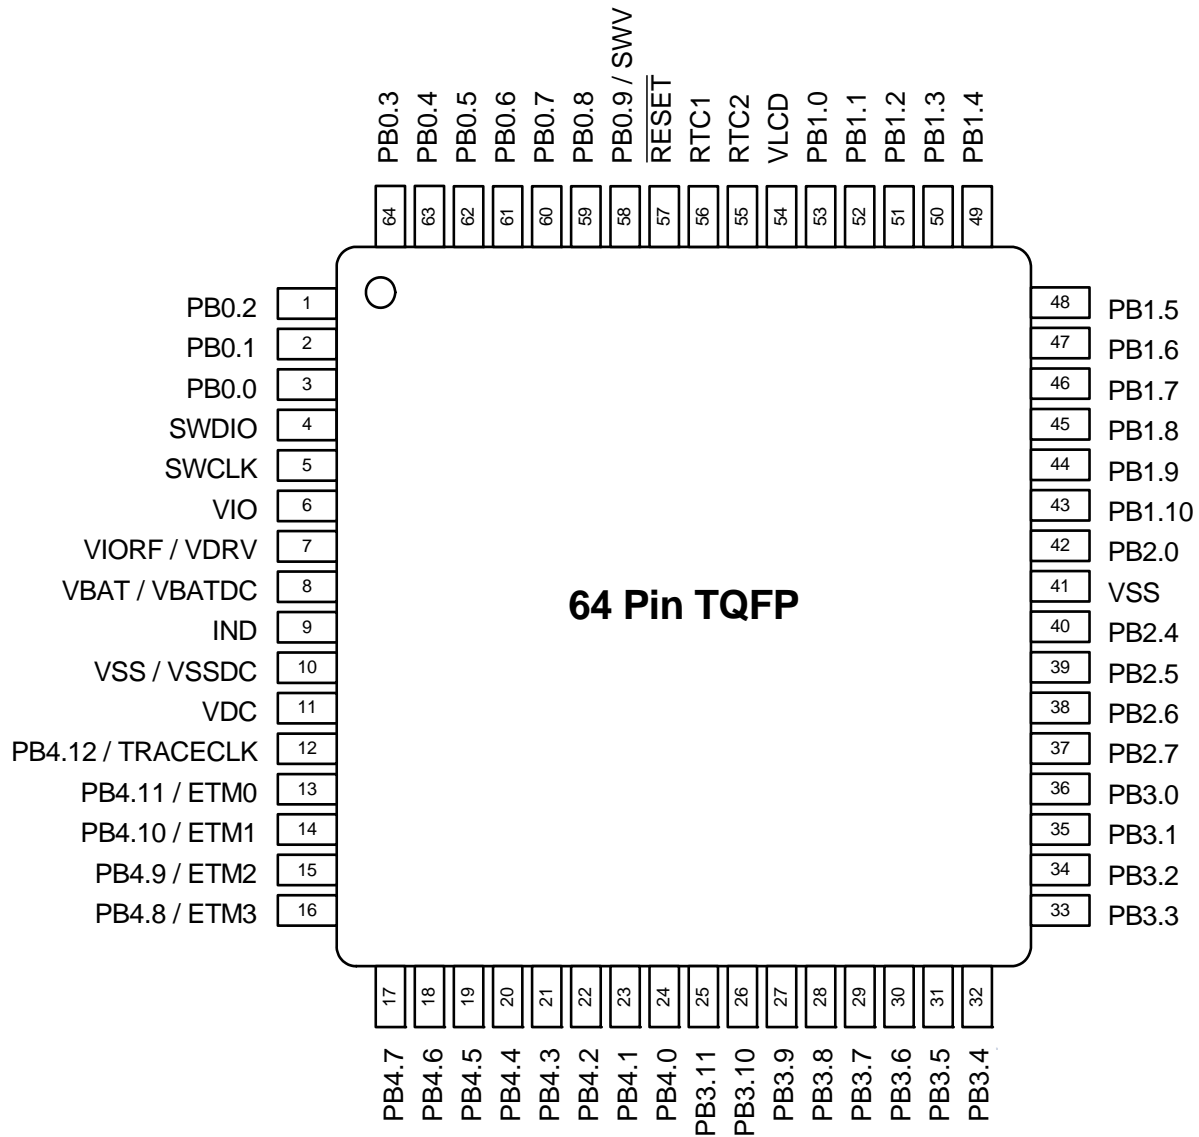 PB0.3
PB0.4
PB0.5
PB0.6
PB0.7
PB0.8
PB0.9 / SWV
RESET
RTC1
RTC2
VLCD
PB1.0
PB1.1
PB1.2
PB1.3
PB1.4
64
63
62
61
60
59
58
57
56
55
54
53
52
51
50
49
PB0.2 1
PB0.1 2
PB0.0 3
SWDIO 4
SWCLK 5
VIO 6
VIORF / VDRV 7
VBAT / VBATDC 8
IND 9
VSS / VSSDC 10
VDC 11
PB4.12 / TRACECLK 12
PB4.11 / ETM0 13
PB4.10 / ETM1 14
PB4.9 / ETM2 15
PB4.8 / ETM3 16
64 Pin TQFP
48 PB1.5
47 PB1.6
46 PB1.7
45 PB1.8
44 PB1.9
43 PB1.10
42 PB2.0
41 VSS
40 PB2.4
39 PB2.5
38 PB2.6
37 PB2.7
36 PB3.0
35 PB3.1
34 PB3.2
33 PB3.3
17
18
19
20
21
22
23
24
25
26
27
28
29
30
31
32
PB4.7
PB4.6
PB4.5
PB4.4
PB4.3
PB4.2
PB4.1
PB4.0
PB3.11
PB3.10
PB3.9
PB3.8
PB3.7
PB3.6
PB3.5
PB3.4